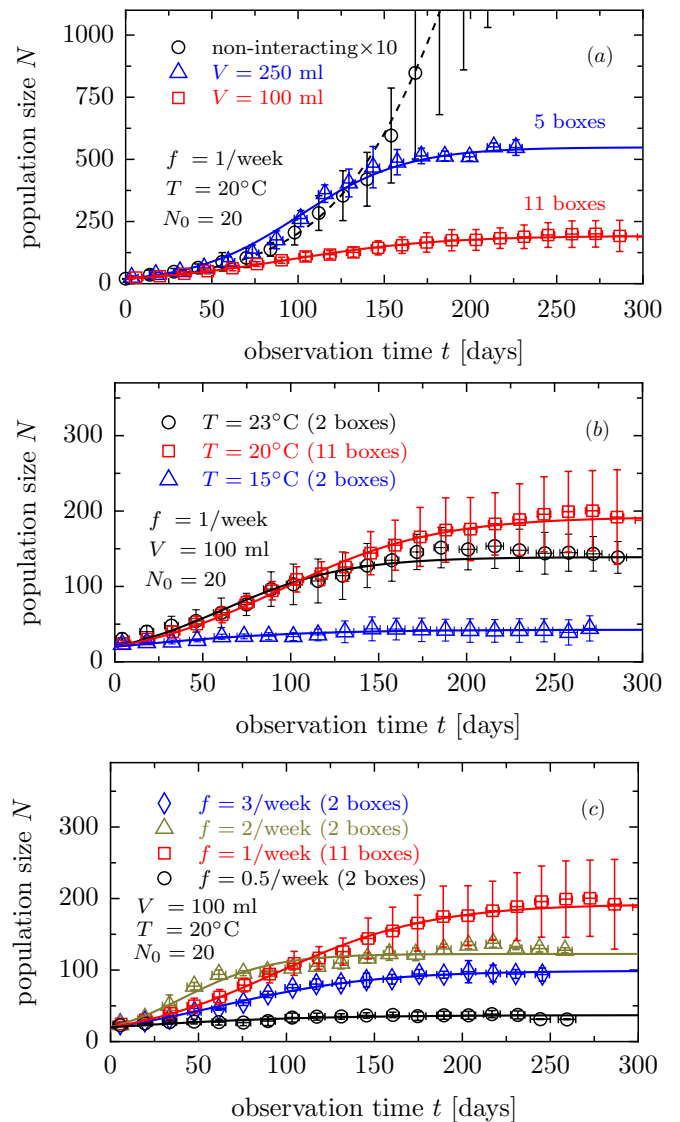 1000
750
500
250
0
population size N
non-interacting×10
V = 250 ml
V = 100 ml
(a)
5 boxes
f = 1/week
T = 20°C
N₀ = 20
11 boxes
0 50 100 150 200 250 300
observation time t [days]
300
200
100
0
population size N
T = 23°C (2 boxes)
T = 20°C (11 boxes)
T = 15°C (2 boxes)
(b)
f = 1/week
V = 100 ml
N₀ = 20
0 50 100 150 200 250 300
observation time t [days]
300
200
100
0
population size N
f = 3/week (2 boxes)
f = 2/week (2 boxes)
f = 1/week (11 boxes)
f = 0.5/week (2 boxes)
(c)
V = 100 ml
T = 20°C
N₀ = 20
0 50 100 150 200 250 300
observation time t [days]